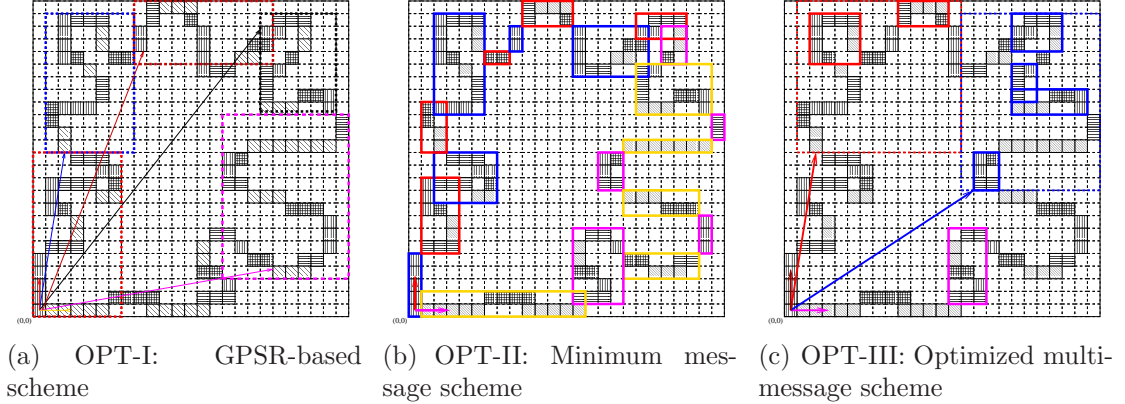 (0,0)
(0,0)
(0,0)
(a) OPT-I: GPSR-based
scheme
(b) OPT-II: Minimum mes-
sage scheme
(c) OPT-III: Optimized multi-
message scheme